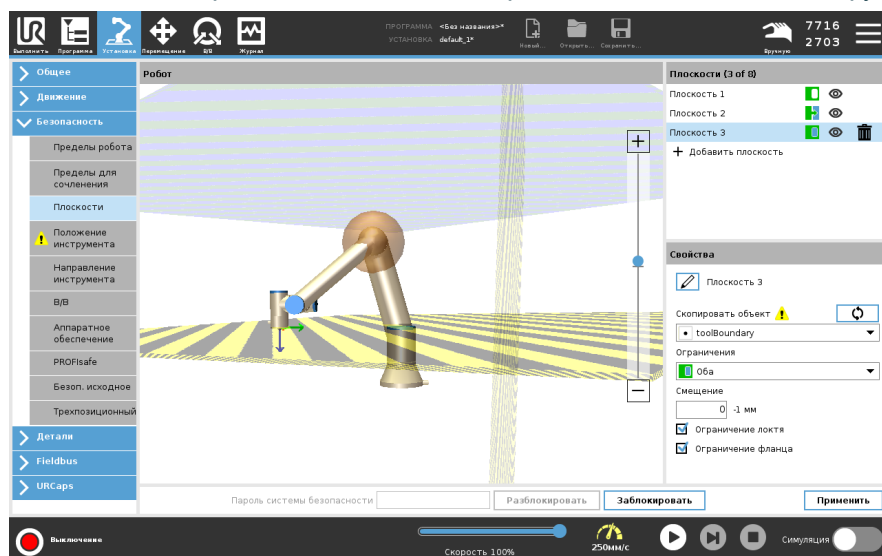 ПРОГРАММА <Без названия>*
УСТАНОВКА default_1*
Выполнить
Программа
Установка
Перемещение
В/В
Журнал
Новый...
Открыть...
Сохранить...
Вручную
7716
2703
Общее
Движение
Безопасность
Пределы робота
Пределы для
сочленения
Плоскости
Положение
инструмента
Направление
инструмента
В/В
Аппаратное
обеспечение
PROFIsafe
Безоп. исходное
Трехпозиционный
Детали
Fieldbus
URCaps
Робот
Плоскости (3 of 8)
Плоскость 1
Плоскость 2
Плоскость 3
+ Добавить плоскость
Свойства
Плоскость 3
Скопировать объект
toolBoundary
Ограничения
Оба
Смещение
0 -1 мм
Ограничение локтя
Ограничение фланца
Пароль системы безопасности
Разблокировать
Заблокировать
Применить
Выключение
Скорость 100%
250мм/с
Симуляция